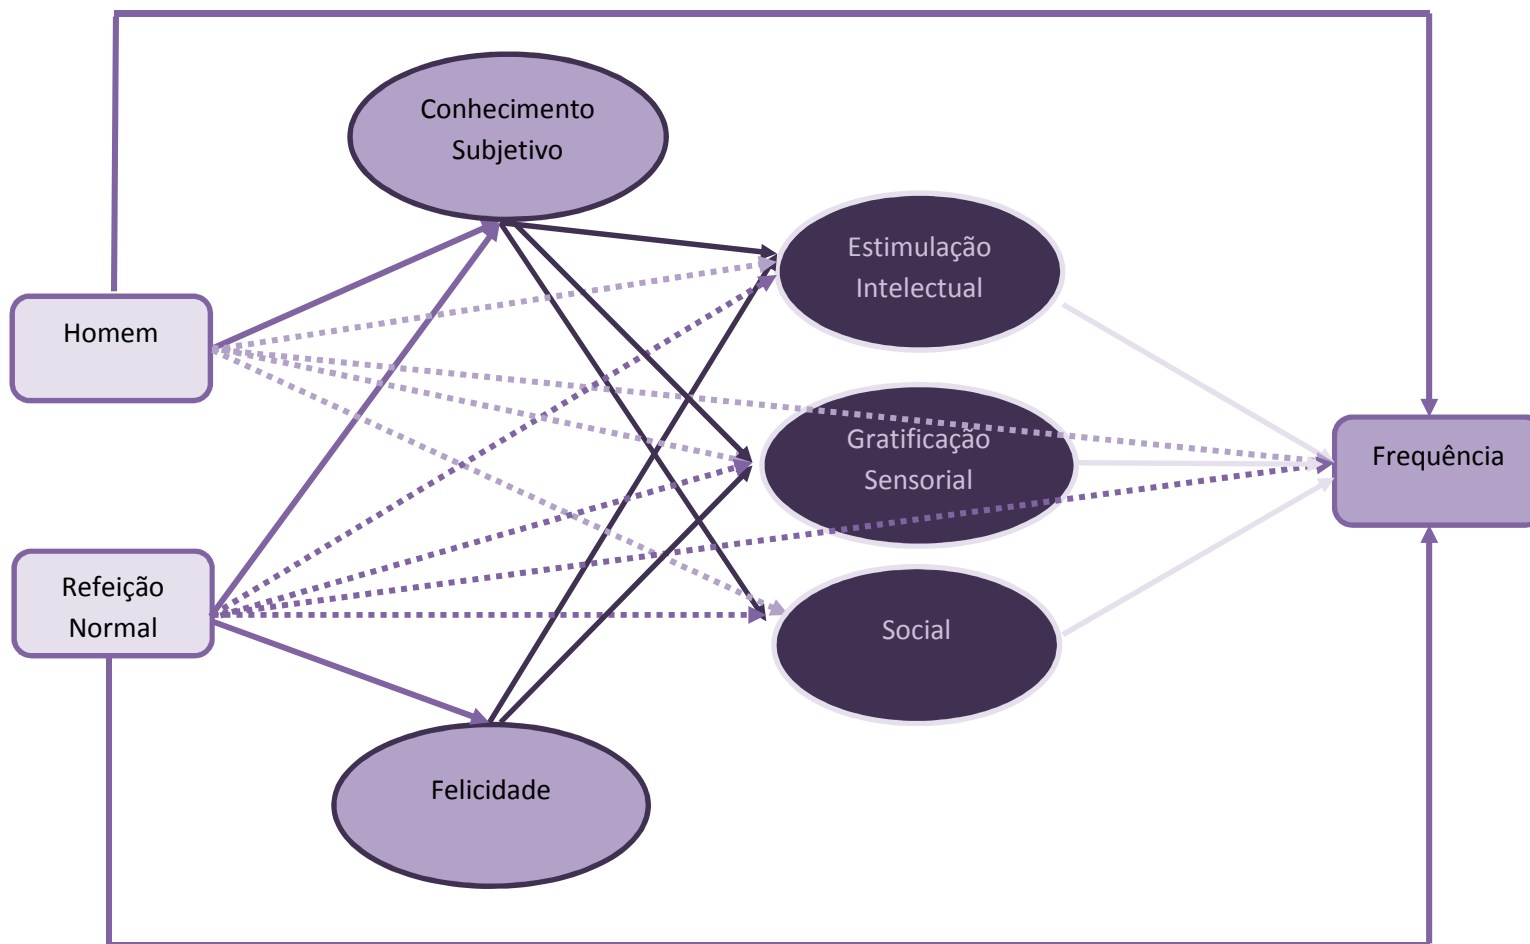 Conhecimento
Subjetivo
Estimulação
Intelectual
Homem
Gratificação
Sensorial
Frequência
Refeição
Normal
Social
Felicidade